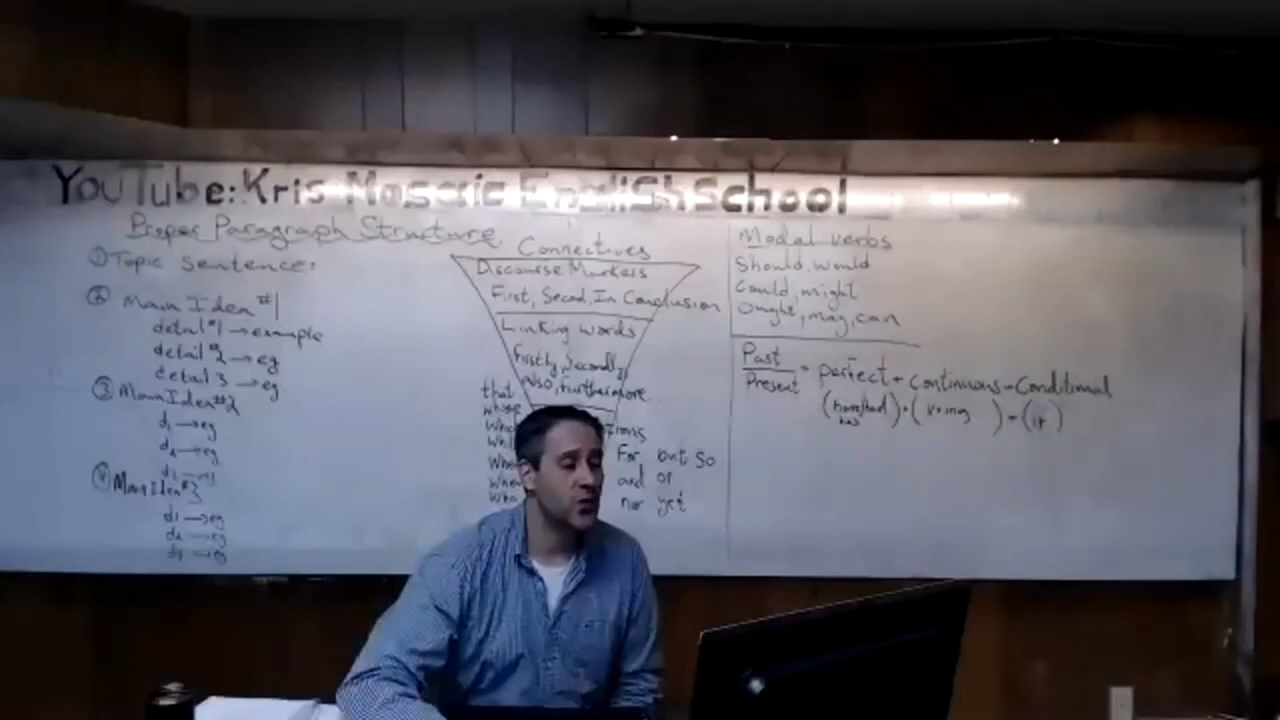 YouTube: Kris Mosaic English School
Proper Paragraph Structure
① Topic sentence:
② Main Idea #1
detail #1 → example
detail #2 → eg
detail 3 → eg
③ Main Idea #2
d1 → eg
d2 → eg
d3 → eg
④ Main Idea #3
d1 → eg
d2 → eg
d3 → eg
Connectives
Discourse Markers
First, Second, In Conclusion
Linking words
Firstly, Secondly,
Also, Furthermore..
that
whose
For but so
and or
nor yet
Modal verbs
Should, would
Could, might
Ought, may, can
Past
Present
perfect + continuous - Conditional
(V+ing ) - (if)